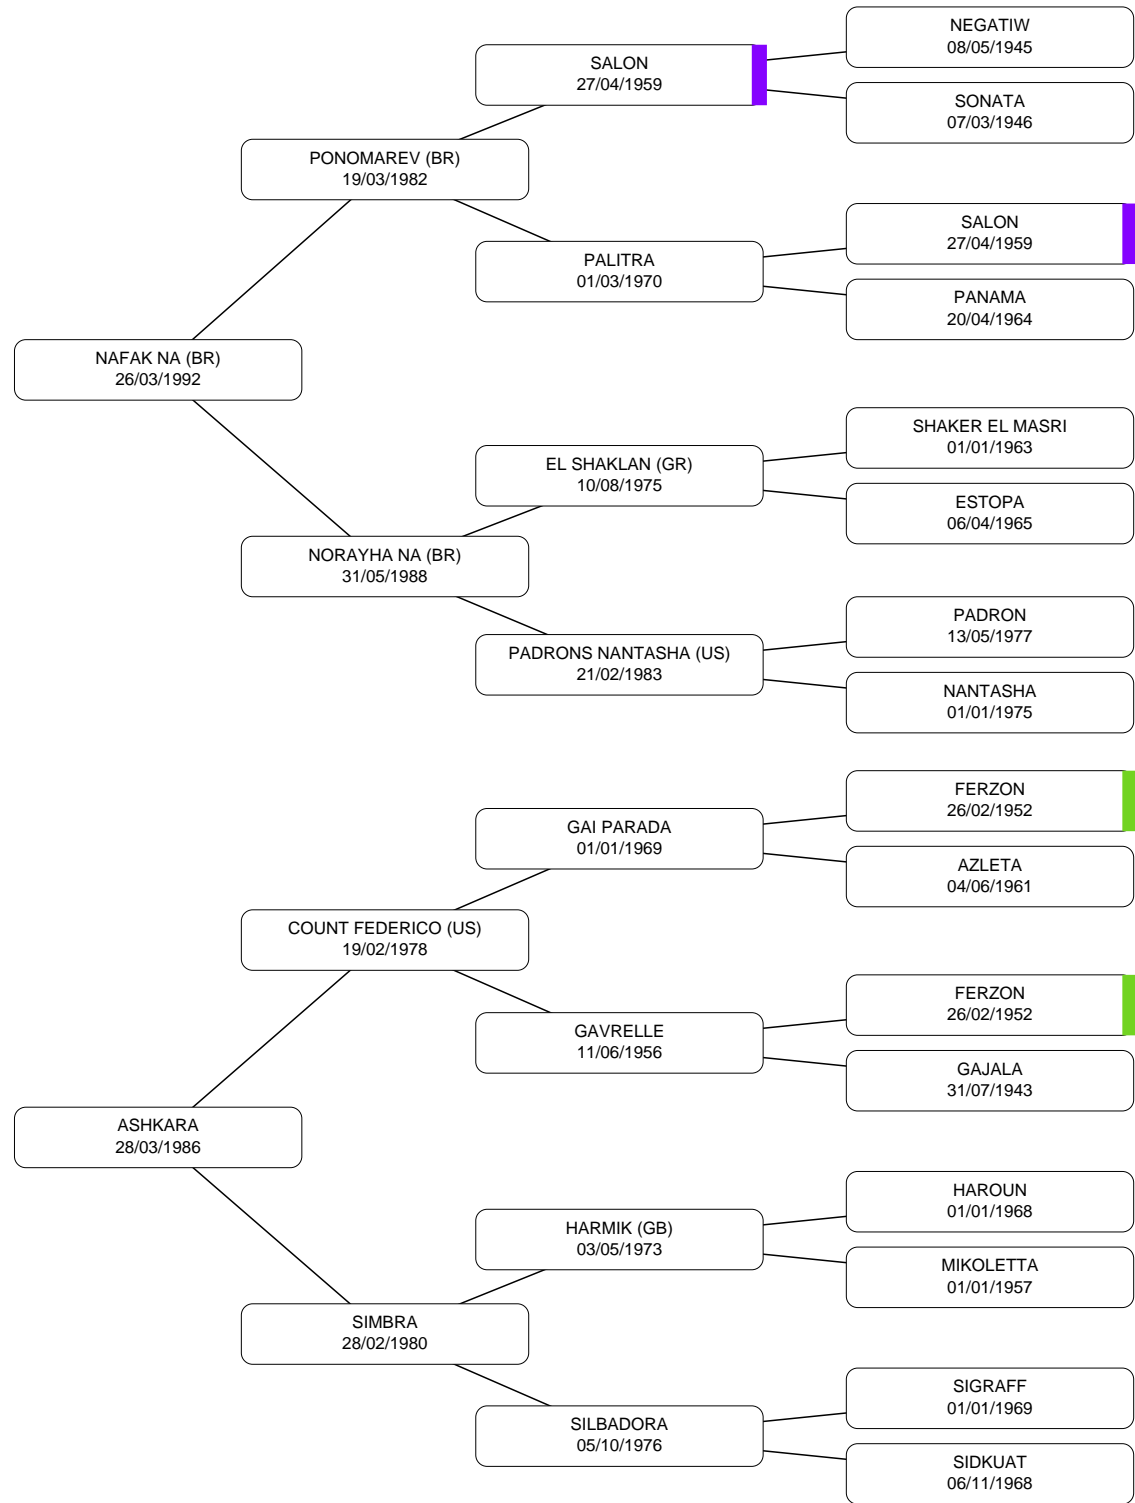 NEGATIW
08/05/1945
SALON
27/04/1959
SONATA
07/03/1946
PONOMAREV (BR)
19/03/1982
SALON
27/04/1959
PALITRA
01/03/1970
PANAMA
20/04/1964
NAFAK NA (BR)
26/03/1992
SHAKER EL MASRI
01/01/1963
EL SHAKLAN (GR)
10/08/1975
ESTOPA
06/04/1965
NORAYHA NA (BR)
31/05/1988
PADRON
13/05/1977
PADRONS NANTASHA (US)
21/02/1983
NANTASHA
01/01/1975
FERZON
26/02/1952
GAI PARADA
01/01/1969
AZLETA
04/06/1961
COUNT FEDERICO (US)
19/02/1978
FERZON
26/02/1952
GAVRELLE
11/06/1956
GAJALA
31/07/1943
ASHKARA
28/03/1986
HAROUN
01/01/1968
HARMIK (GB)
03/05/1973
MIKOLETTA
01/01/1957
SIMBRA
28/02/1980
SIGRAFF
01/01/1969
SILBADORA
05/10/1976
SIDKUAT
06/11/1968